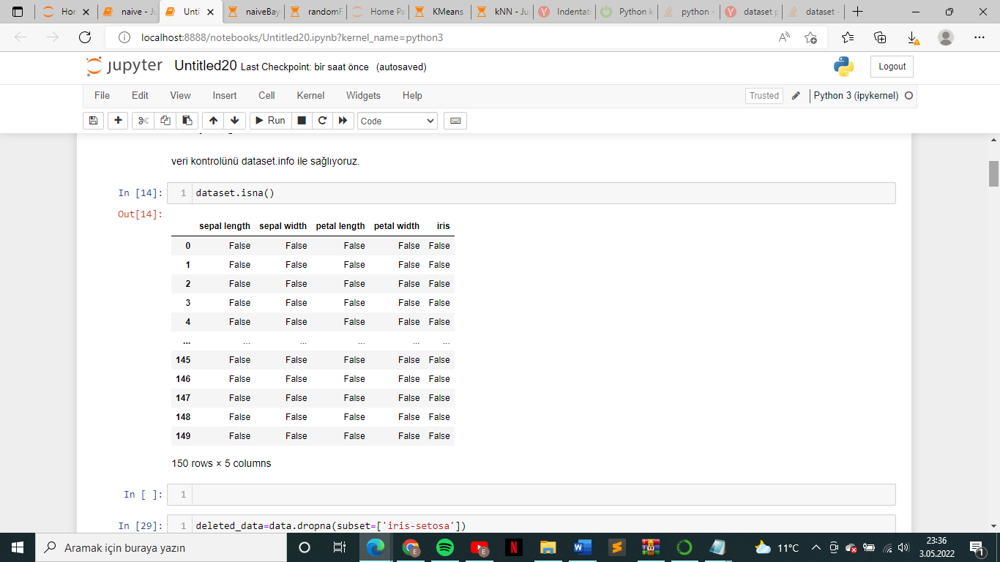 Hor
naive - Ju
Unti
naiveBay
randomF
Home Pa
KMeans -
kNN - Ju
Indentati
Python k
python -
dataset p
dataset -
localhost:8888/notebooks/Untitled20.ipynb?kernel_name=python3
jupyter Untitled20 Last Checkpoint: bir saat önce (autosaved)
Logout
File Edit View Insert Cell Kernel Widgets Help
Trusted Python 3 (ipykernel)
Run Code
veri kontrolünü dataset.info ile sağlıyoruz.
In [14]: 1 dataset.isna()
Out[14]:
sepal length sepal width petal length petal width iris
0 False False False False False
1 False False False False False
2 False False False False False
3 False False False False False
4 False False False False False
... ... ... ... ... ...
145 False False False False False
146 False False False False False
147 False False False False False
148 False False False False False
149 False False False False False
150 rows × 5 columns
In [ ]: 1
In [29]: 1 deleted_data=data.dropna(subset=['iris-setosa'])
Aramak için buraya yazın
11°C
23:36
3.05.2022
1